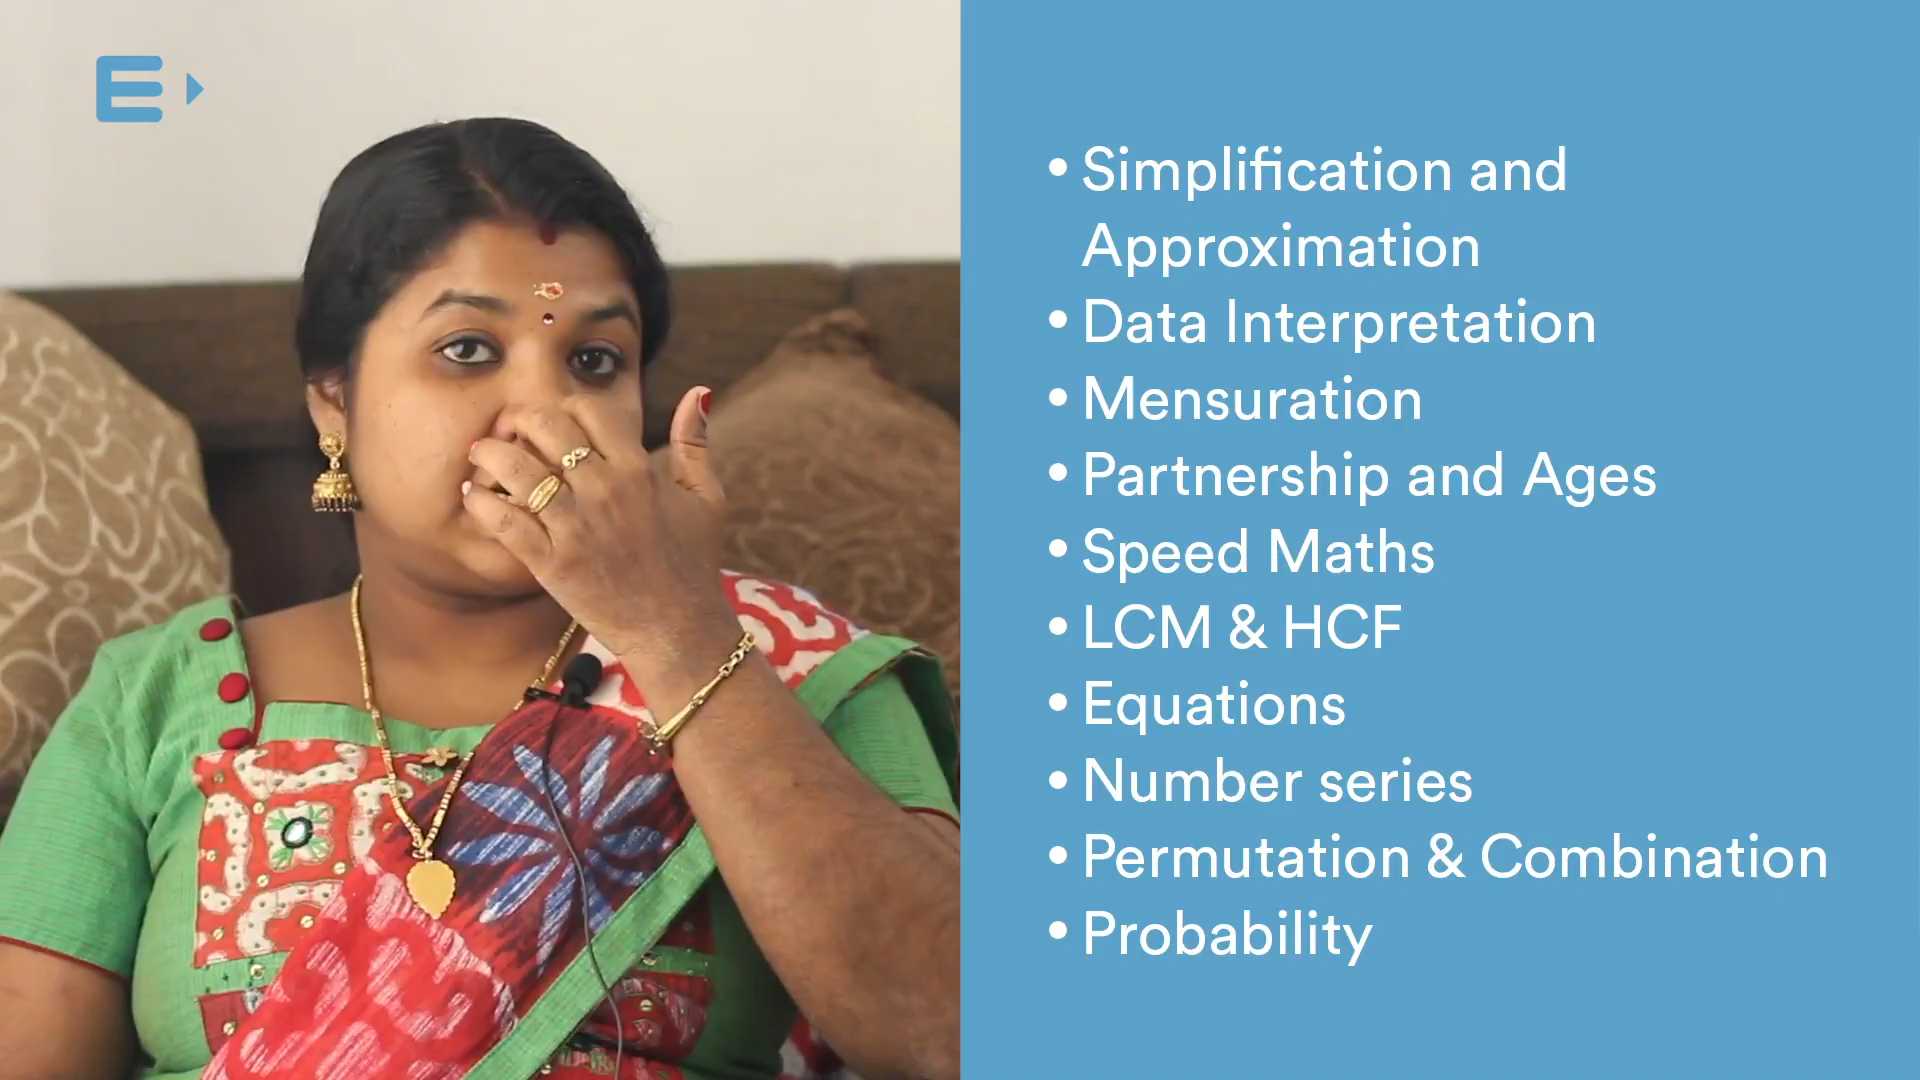 E
• Simplification and
Approximation
• Data Interpretation
• Mensuration
• Partnership and Ages
• Speed Maths
• LCM & HCF
• Equations
• Number series
• Permutation & Combination
• Probability